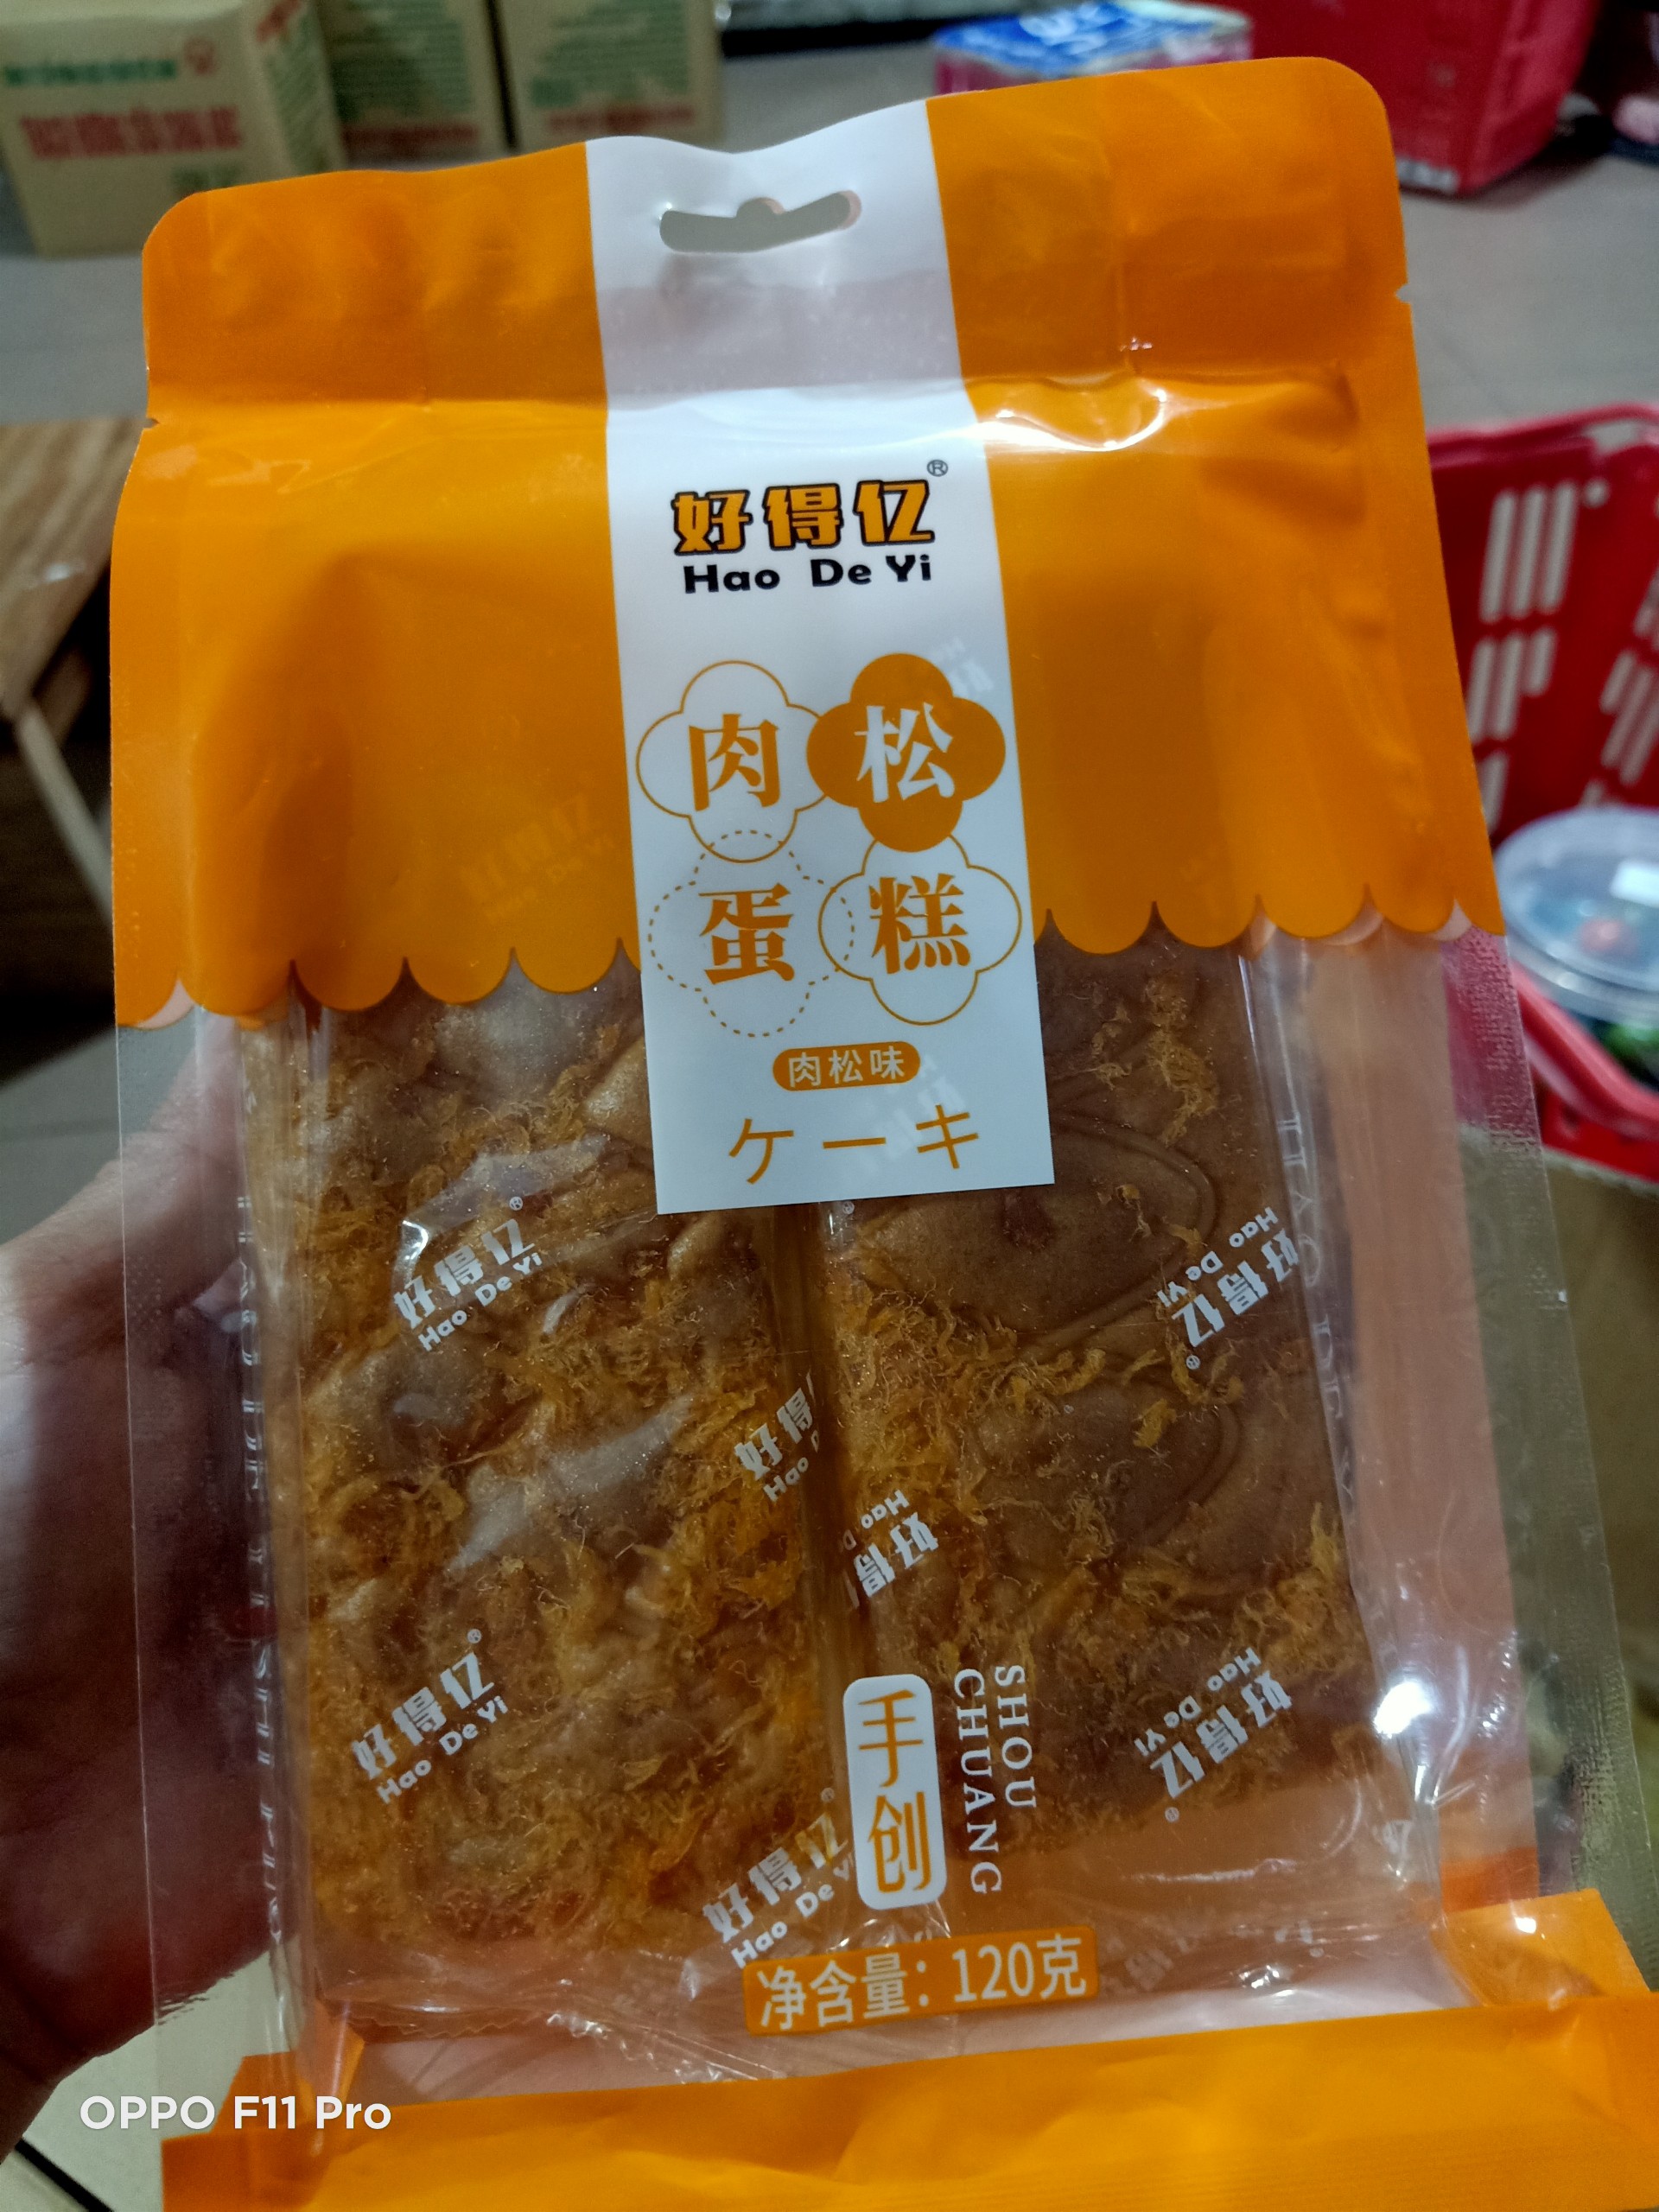 好得亿®
Hao De Yi
肉松
蛋糕
肉松味
ケーキ
好得亿®
Hao De Yi
好得亿®
Hao De Yi
好得
Hao
好得
Hao D
好得亿®
Hao De Yi
好得亿®
Hao De Yi
好得亿®
Hao De Yi
手创
SHOU
CHUANG
净含量：120克
OPPO F11 Pro